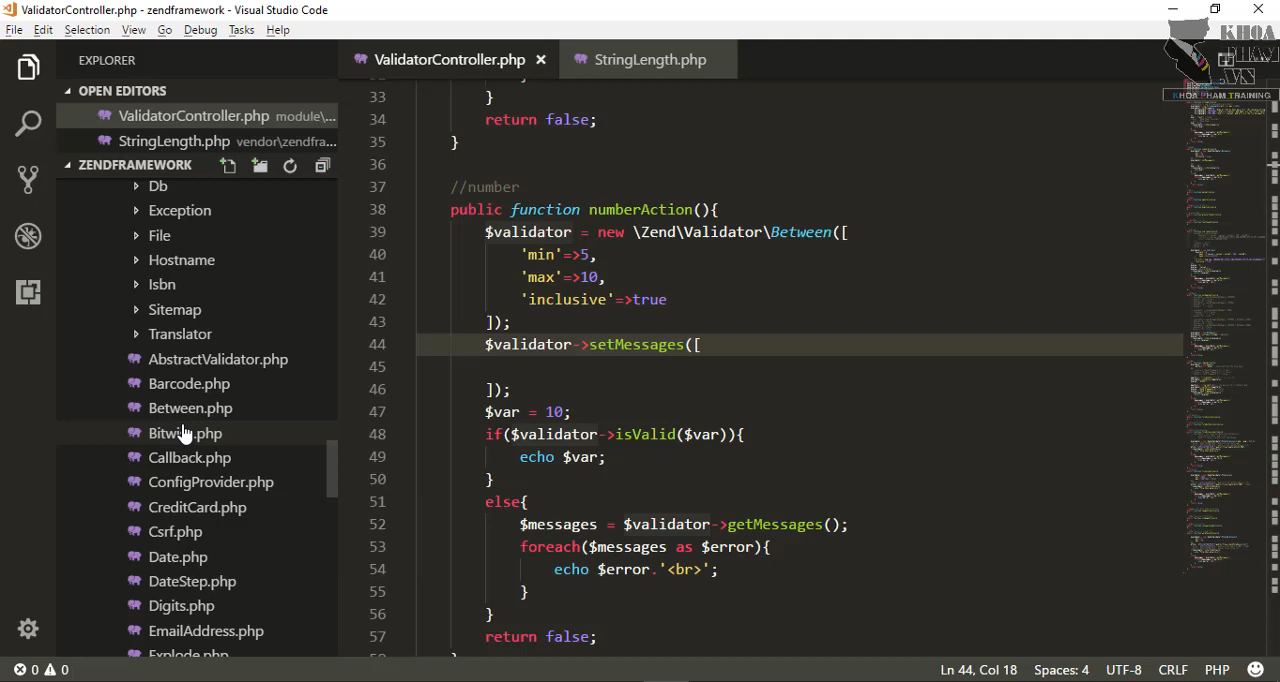 ValidatorController.php - zendframework - Visual Studio Code
File Edit Selection View Go Debug Tasks Help
KHOA
PHAM
KHOA PHAM TRAINING
EXPLORER
OPEN EDITORS
ValidatorController.php module\...
StringLength.php vendor\zendfra...
ZENDFRAMEWORK
Db
Exception
File
Hostname
Isbn
Sitemap
Translator
AbstractValidator.php
Barcode.php
Between.php
Callback.php
ConfigProvider.php
CreditCard.php
Csrf.php
Date.php
DateStep.php
Digits.php
EmailAddress.php
Explode.php
ValidatorController.php StringLength.php
33 }
34 return false;
35 }
36
37 //number
38 public function numberAction(){
39 $validator = new \Zend\Validator\Between([
40 'min'=>5,
41 'max'=>10,
42 'inclusive'=>true
43 ]);
44 $validator->setMessages([
45
46 ]);
47 $var = 10;
48 if($validator->isValid($var)){
49 echo $var;
50 }
51 else{
52 $messages = $validator->getMessages();
53 foreach($messages as $error){
54 echo $error.'<br>';
55 }
56 }
57 return false;
0 0 Ln 44, Col 18 Spaces: 4 UTF-8 CRLF PHP